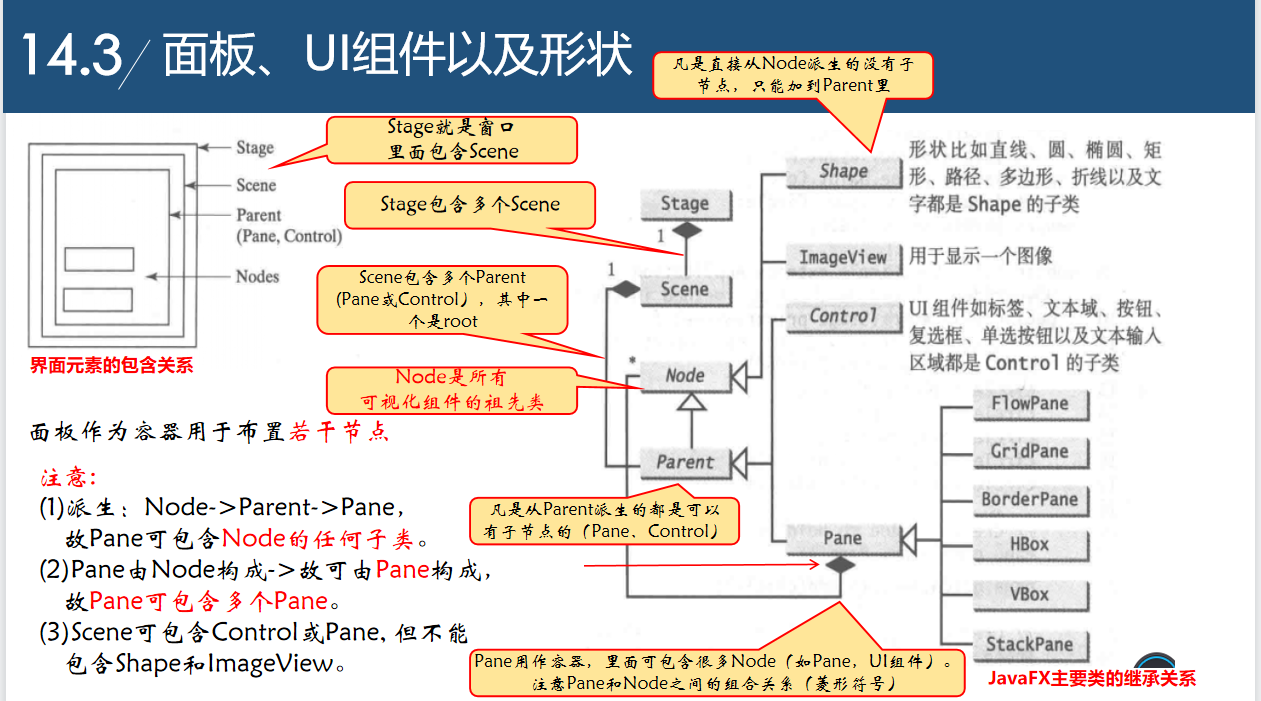 14.3/ 面板、UI组件以及形状
凡是直接从Node派生的没有子
节点，只能加到Parent里
Stage就是窗口
里面包含Scene
Stage
Scene
Parent
(Pane, Control)
Nodes
界面元素的包含关系
Stage包含多个Scene
Scene包含多个Parent
(Pane或Control），其中一
个是root
Node是所有
可视化组件的祖先类
Stage
1
1
Scene
*
Node
Parent
Shape
形状比如直线、圆、椭圆、矩
形、路径、多边形、折线以及文
字都是 Shape 的子类
ImageView
用于显示一个图像
Control
UI 组件如标签、文本域、按钮、
复选框、单选按钮以及文本输入
区域都是 Control 的子类
Pane
FlowPane
GridPane
BorderPane
HBox
VBox
StackPane
面板作为容器用于布置若干节点
注意：
(1)派生：Node->Parent->Pane，
故Pane可包含Node的任何子类。
(2)Pane由Node构成->故可由Pane构成，
故Pane可包含多个Pane。
(3)Scene可包含Control或Pane, 但不能
包含Shape和ImageView。
凡是从Parent派生的都是可以
有子节点的（Pane、Control）
Pane用作容器，里面可包含很多Node（如Pane，UI组件）。
注意Pane和Node之间的组合关系（菱形符号）
JavaFX主要类的继承关系